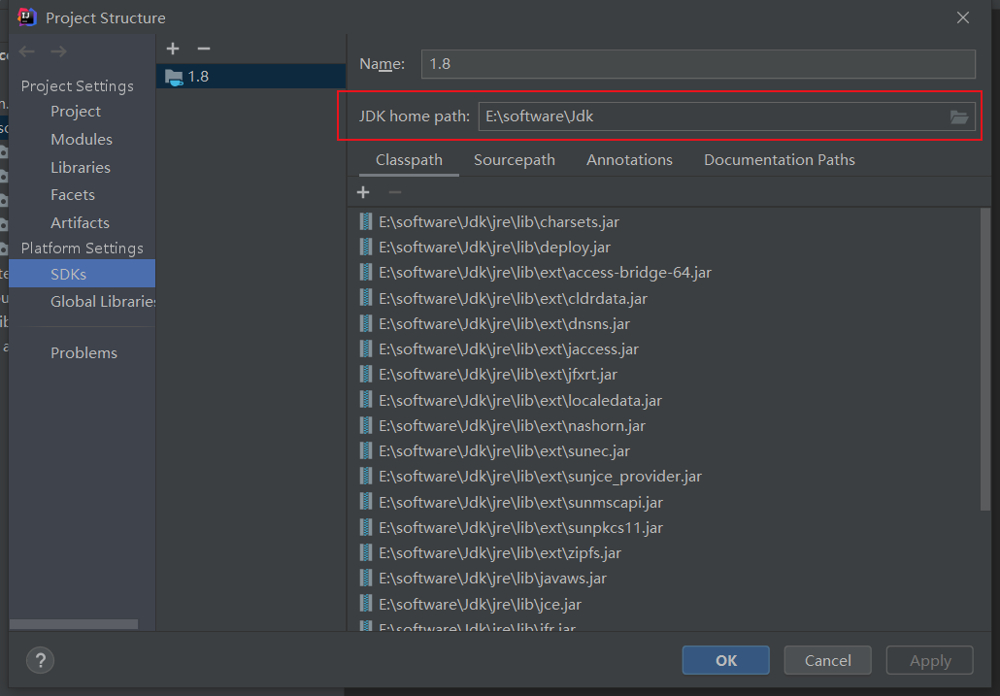 Project Structure
Project Settings
Project
Modules
Libraries
Facets
Artifacts
Platform Settings
SDKs
Global Libraries
Problems
1.8
Name: 1.8
JDK home path: E:\software\Jdk
Classpath Sourcepath Annotations Documentation Paths
E:\software\Jdk\jre\lib\charsets.jar
E:\software\Jdk\jre\lib\deploy.jar
E:\software\Jdk\jre\lib\ext\access-bridge-64.jar
E:\software\Jdk\jre\lib\ext\cldrdata.jar
E:\software\Jdk\jre\lib\ext\dnsns.jar
E:\software\Jdk\jre\lib\ext\jaccess.jar
E:\software\Jdk\jre\lib\ext\jfxrt.jar
E:\software\Jdk\jre\lib\ext\localedata.jar
E:\software\Jdk\jre\lib\ext\nashorn.jar
E:\software\Jdk\jre\lib\ext\sunec.jar
E:\software\Jdk\jre\lib\ext\sunjce_provider.jar
E:\software\Jdk\jre\lib\ext\sunmscapi.jar
E:\software\Jdk\jre\lib\ext\sunpkcs11.jar
E:\software\Jdk\jre\lib\ext\zipfs.jar
E:\software\Jdk\jre\lib\javaws.jar
E:\software\Jdk\jre\lib\jce.jar
E:\software\Jdk\jre\lib\jfr.jar
?
OK Cancel Apply